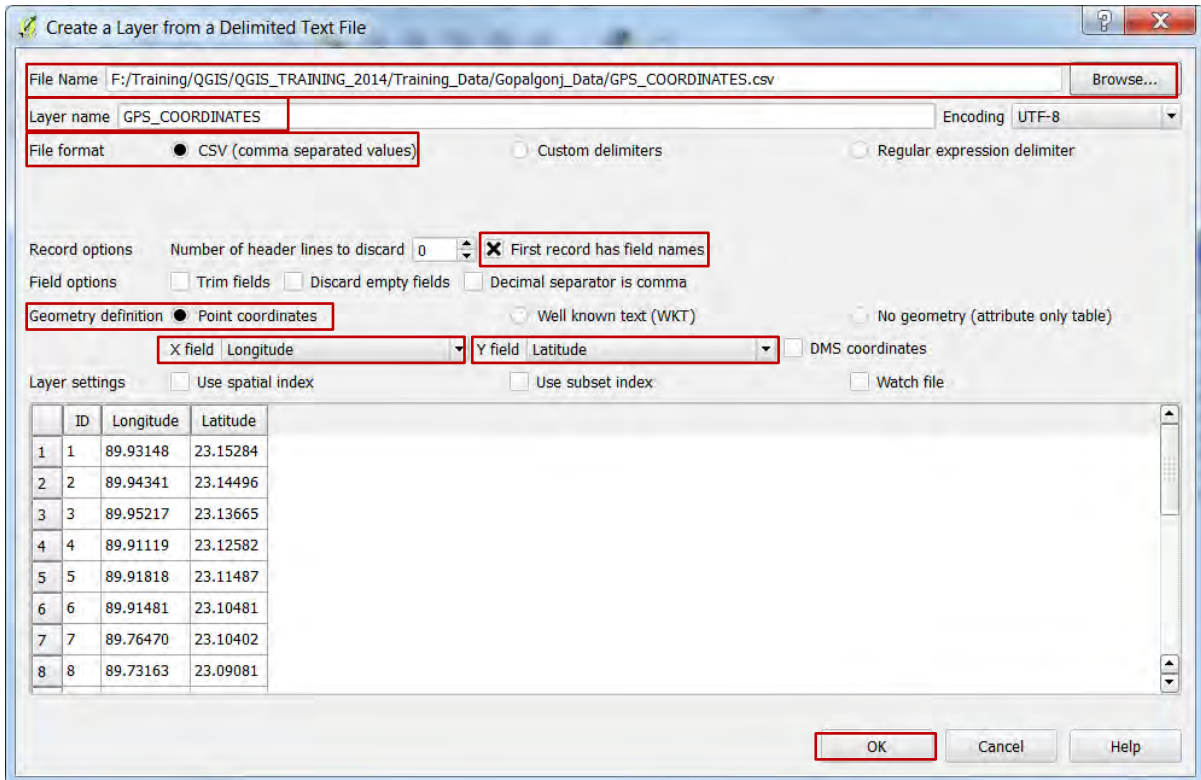 Create a Layer from a Delimited Text File
File Name F:/Training/QGIS/QGIS_TRAINING_2014/Training_Data/Gopalgonj_Data/GPS_COORDINATES.csv Browse...
Layer name GPS_COORDINATES Encoding UTF-8
File format CSV (comma separated values) Custom delimiters Regular expression delimiter
Record options Number of header lines to discard 0 First record has field names
Field options Trim fields Discard empty fields Decimal separator is comma
Geometry definition Point coordinates Well known text (WKT) No geometry (attribute only table)
X field Longitude Y field Latitude DMS coordinates
Layer settings Use spatial index Use subset index Watch file
ID Longitude Latitude
1 1 89.93148 23.15284
2 2 89.94341 23.14496
3 3 89.95217 23.13665
4 4 89.91119 23.12582
5 5 89.91818 23.11487
6 6 89.91481 23.10481
7 7 89.76470 23.10402
8 8 89.73163 23.09081
OK Cancel Help